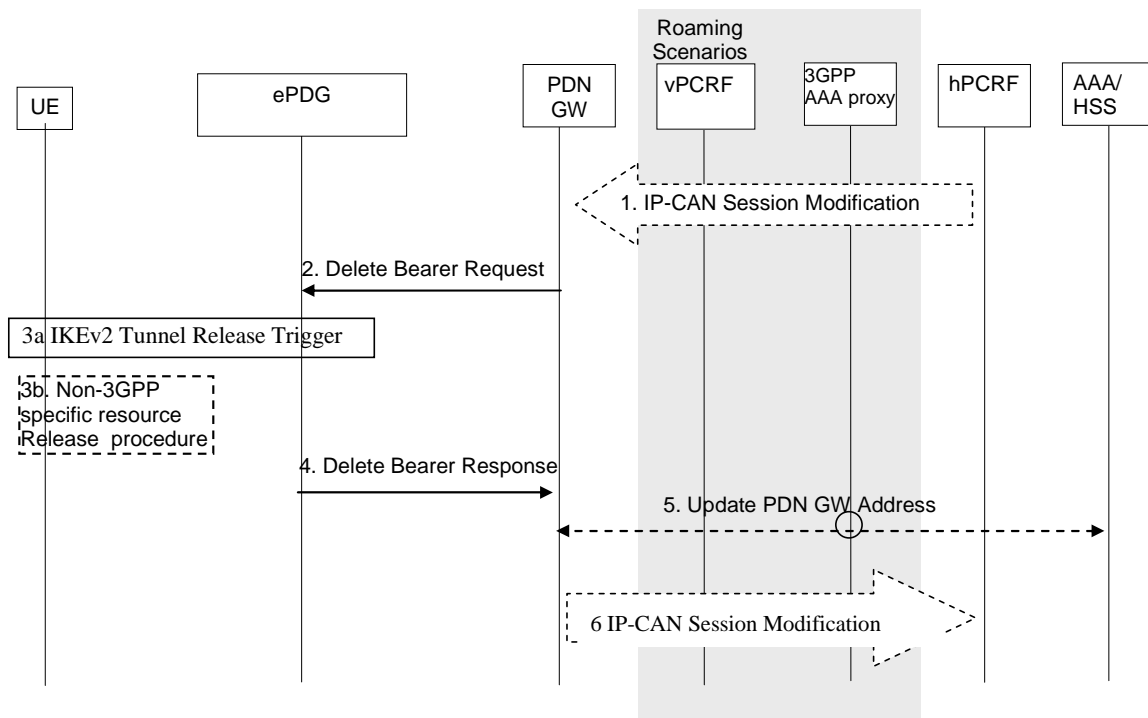 Roaming
Scenarios
UE
ePDG
PDN
GW
vPCRF
3GPP
AAA proxy
hPCRF
AAA/
HSS
1. IP-CAN Session Modification
2. Delete Bearer Request
3a IKEv2 Tunnel Release Trigger
3b. Non-3GPP
specific resource
Release procedure
4. Delete Bearer Response
5. Update PDN GW Address
6 IP-CAN Session Modification